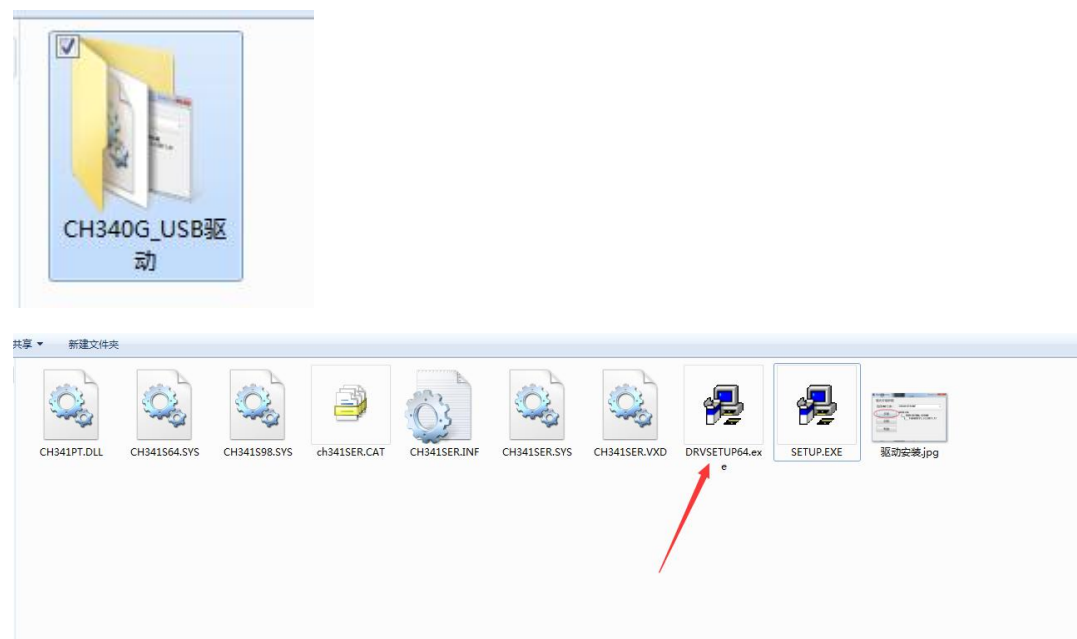 CH340G_USB驱
动
共享 新建文件夹
CH341PT.DLL CH341S64.SYS CH341S98.SYS ch341SER.CAT CH341SER.INF CH341SER.SYS CH341SER.VXD DRVSETUP64.ex SETUP.EXE 驱动安装.jpg
e